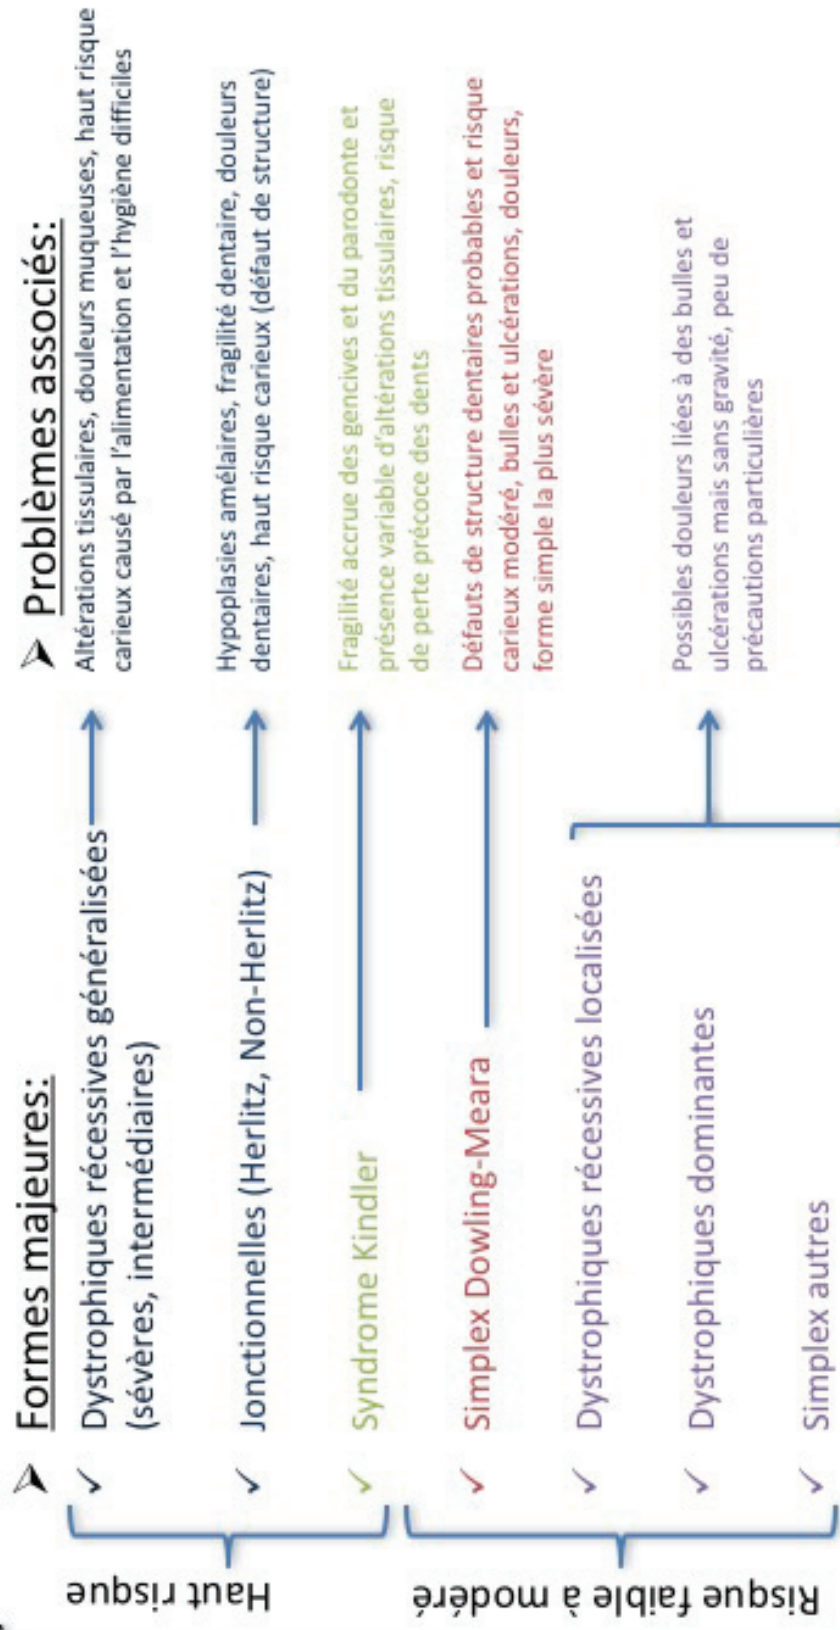 Formes majeures:
Problèmes associés:
Haut risque
Dystrophiques récessives généralisées
(sévères, intermédiaires)
Altérations tissulaires, douleurs muqueuses, haut risque
carieux causé par l'alimentation et l'hygiène difficiles
Jonctionnelles (Herlitz, Non-Herlitz)
Hypoplasies amélaires, fragilité dentaire, douleurs
dentaires, haut risque carieux (défaut de structure)
Syndrome Kindler
Fragilité accrue des gencives et du parodonte et
présence variable d'altérations tissulaires, risque
de perte précoce des dents
Risque faible à modéré
Simplex Dowling-Meara
Défauts de structure dentaires probables et risque
carieux modéré, bulles et ulcérations, douleurs,
forme simple la plus sévère
Dystrophiques récessives localisées
Dystrophiques dominantes
Simplex autres
Possibles douleurs liées à des bulles et
ulcérations mais sans gravité, peu de
précautions particulières